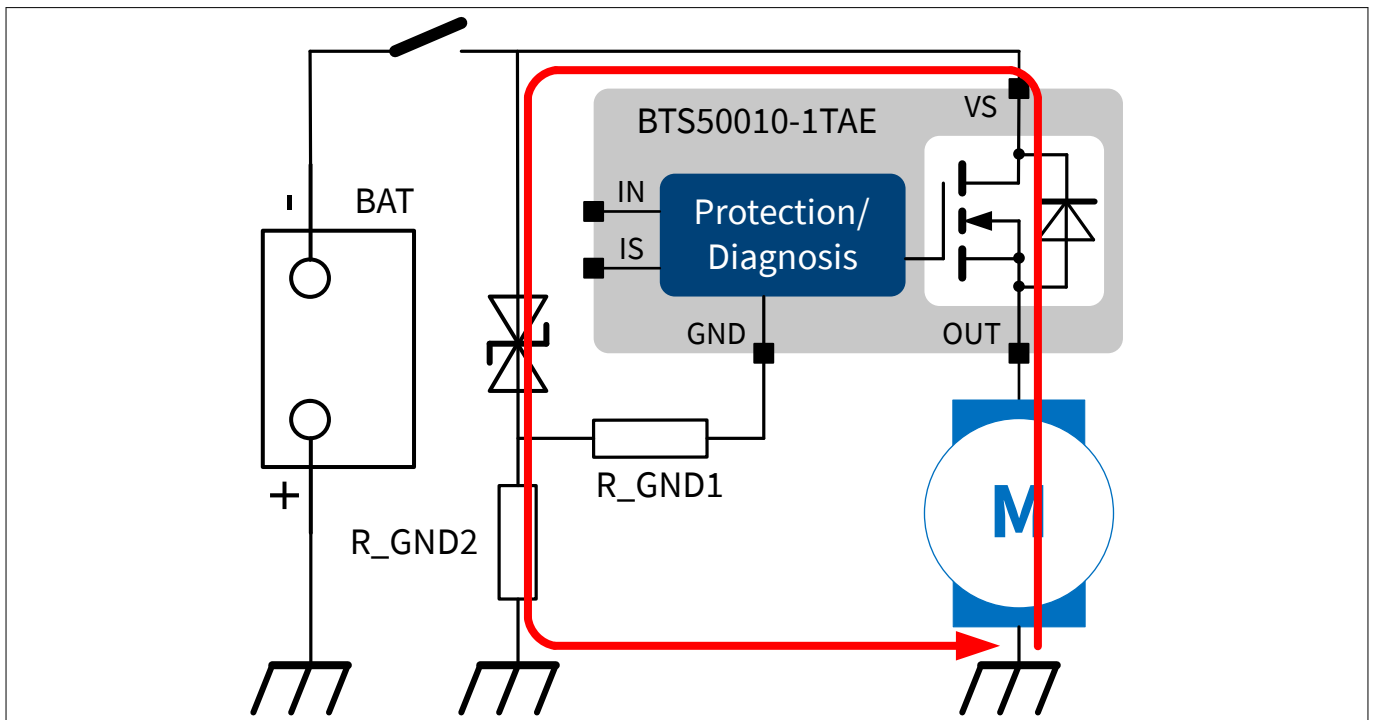 VS
BTS50010-1TAE
IN
Protection/
Diagnosis
IS
-
BAT
GND
OUT
+
R_GND1
R_GND2
M